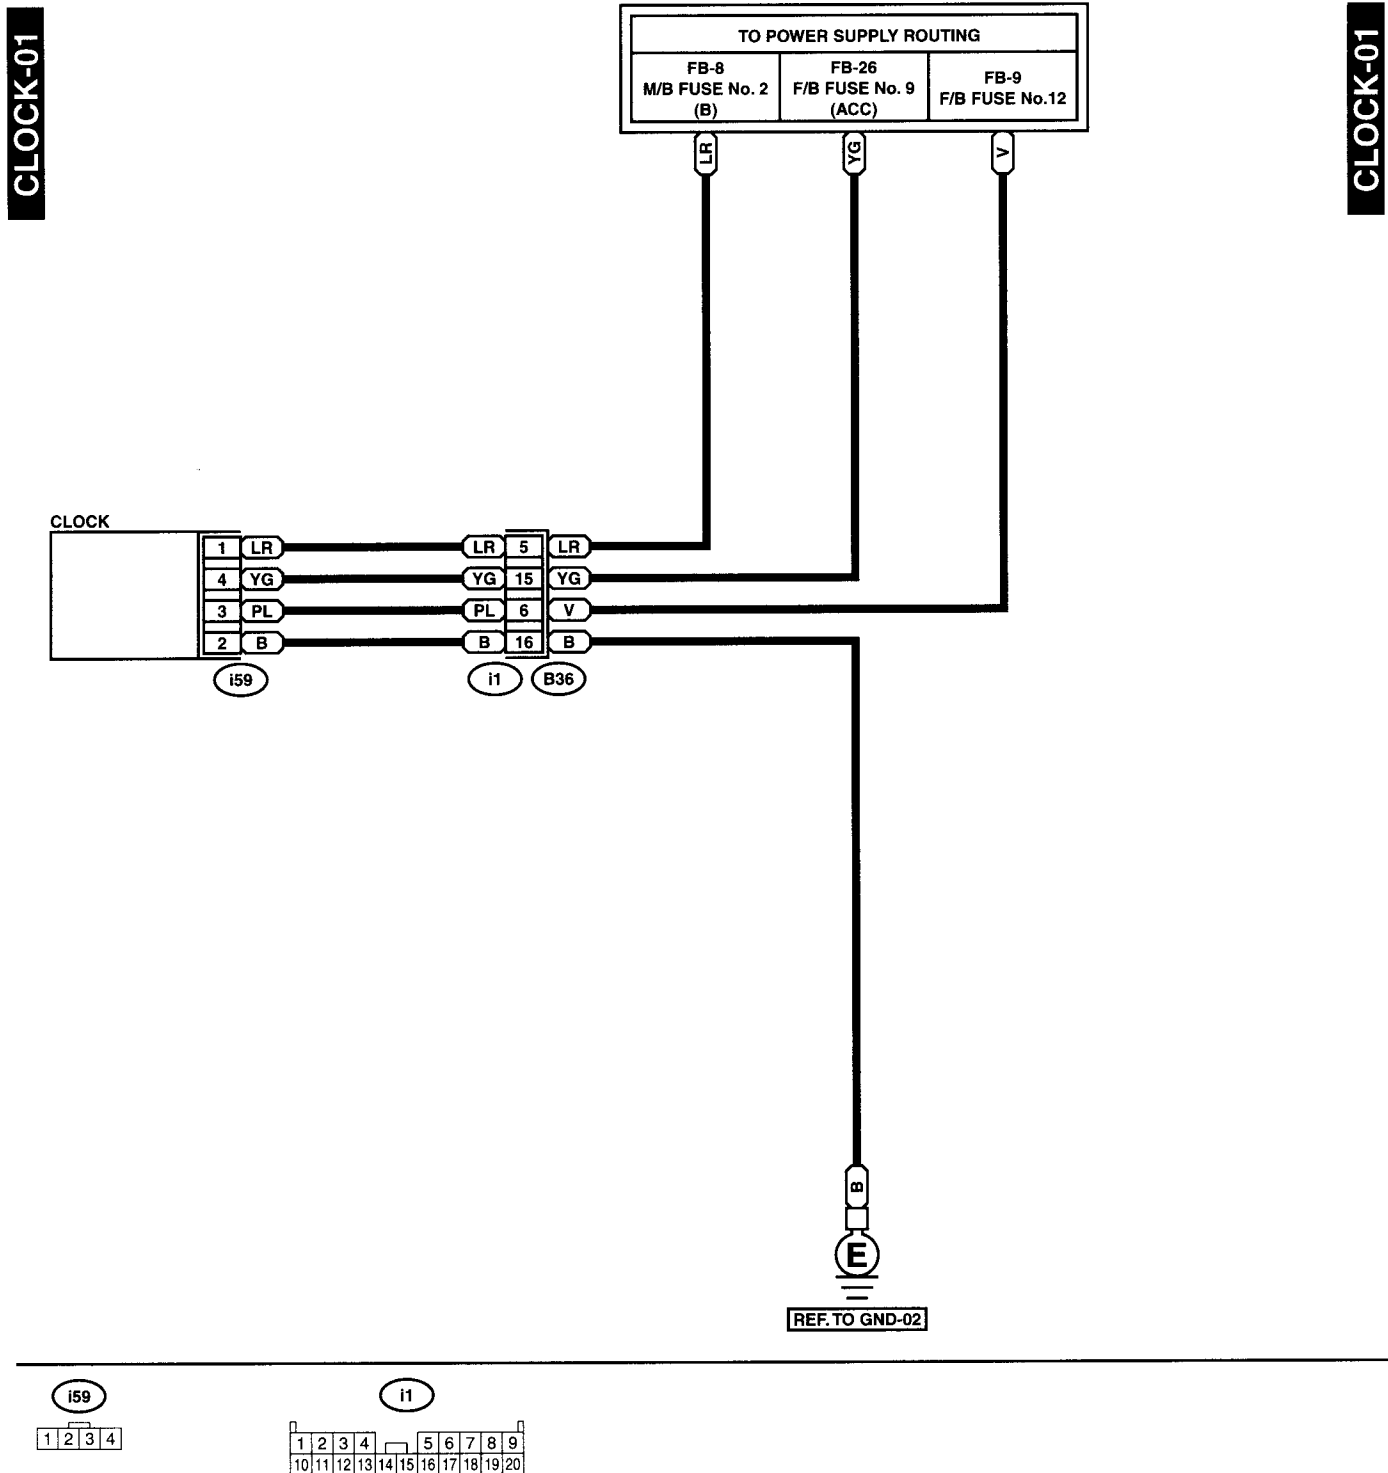 CLOCK-01
CLOCK-01
TO POWER SUPPLY ROUTING
FB-8
M/B FUSE No. 2
(B)
FB-26
F/B FUSE No. 9
(ACC)
FB-9
F/B FUSE No.12
LR
YG
V
CLOCK
1 LR LR 5 LR
4 YG YG 15 YG
3 PL PL 6 V
2 B B 16 B
i59 i1 B36
B
E
REF. TO GND-02
i59
1 2 3 4
i1
1 2 3 4 5 6 7 8 9
10 11 12 13 14 15 16 17 18 19 20